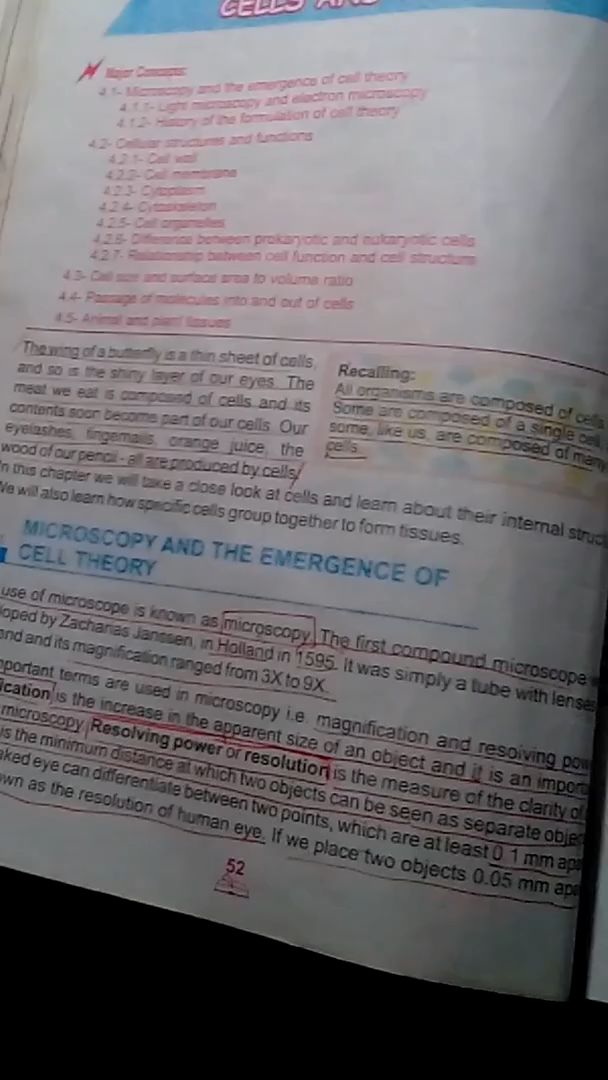 CELLS AND
Major Concepts:
4.1- Microscopy and the emergence of cell theory
4.1.1- Light microscopy and electron microscopy
4.1.2- History of the formulation of cell theory
4.2- Cellular structures and functions
4.2.1- Cell wall
4.2.2- Cell membrane
4.2.3- Cytoplasm
4.2.4- Cytoskeleton
4.2.5- Cell organelles
4.2.6- Difference between prokaryotic and eukaryotic cells
4.2.7- Relationship between cell function and cell structure
4.3- Cell size and surface area to volume ratio
4.4- Passage of molecules into and out of cells
4.5- Animal and plant tissues
The wing of a butterfly is a thin sheet of cells,
and so is the shiny layer of our eyes. The
meat we eat is composed of cells and its
contents soon become part of our cells. Our
eyelashes, fingernails, orange juice, the
wood of our pencil - all are produced by cells.
Recalling:
All organisms are composed of cells.
Some are composed of a single cell
some, like us, are composed of many
cells.
In this chapter we will take a close look at cells and learn about their internal struc
We will also learn how specific cells group together to form tissues.
MICROSCOPY AND THE EMERGENCE OF
CELL THEORY
use of microscope is known as microscopy. The first compound microscope w
loped by Zacharias Janssen, in Holland in 1595. It was simply a tube with lenses
and its magnification ranged from 3X to 9X.
portant terms are used in microscopy i.e. magnification and resolving pow
ication is the increase in the apparent size of an object and it is an import
microscopy. Resolving power or resolution is the measure of the clarity of
is the minimum distance at which two objects can be seen as separate objec
aked eye can differentiate between two points, which are at least 0.1 mm apa
own as the resolution of human eye. If we place two objects 0.05 mm apa
52